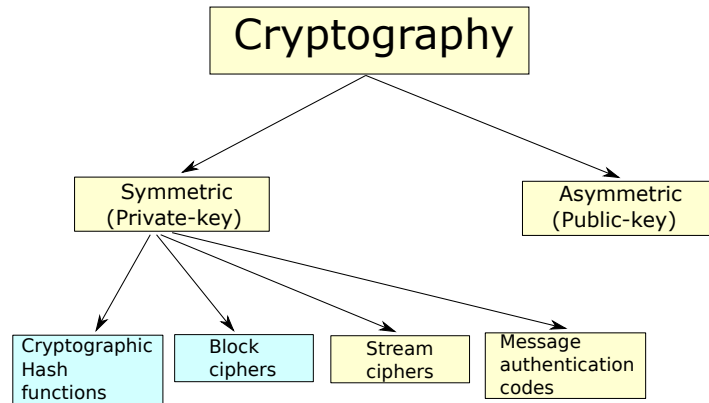 Cryptography
Symmetric
(Private-key)
Asymmetric
(Public-key)
Cryptographic
Hash
functions
Block
ciphers
Stream
ciphers
Message
authentication
codes